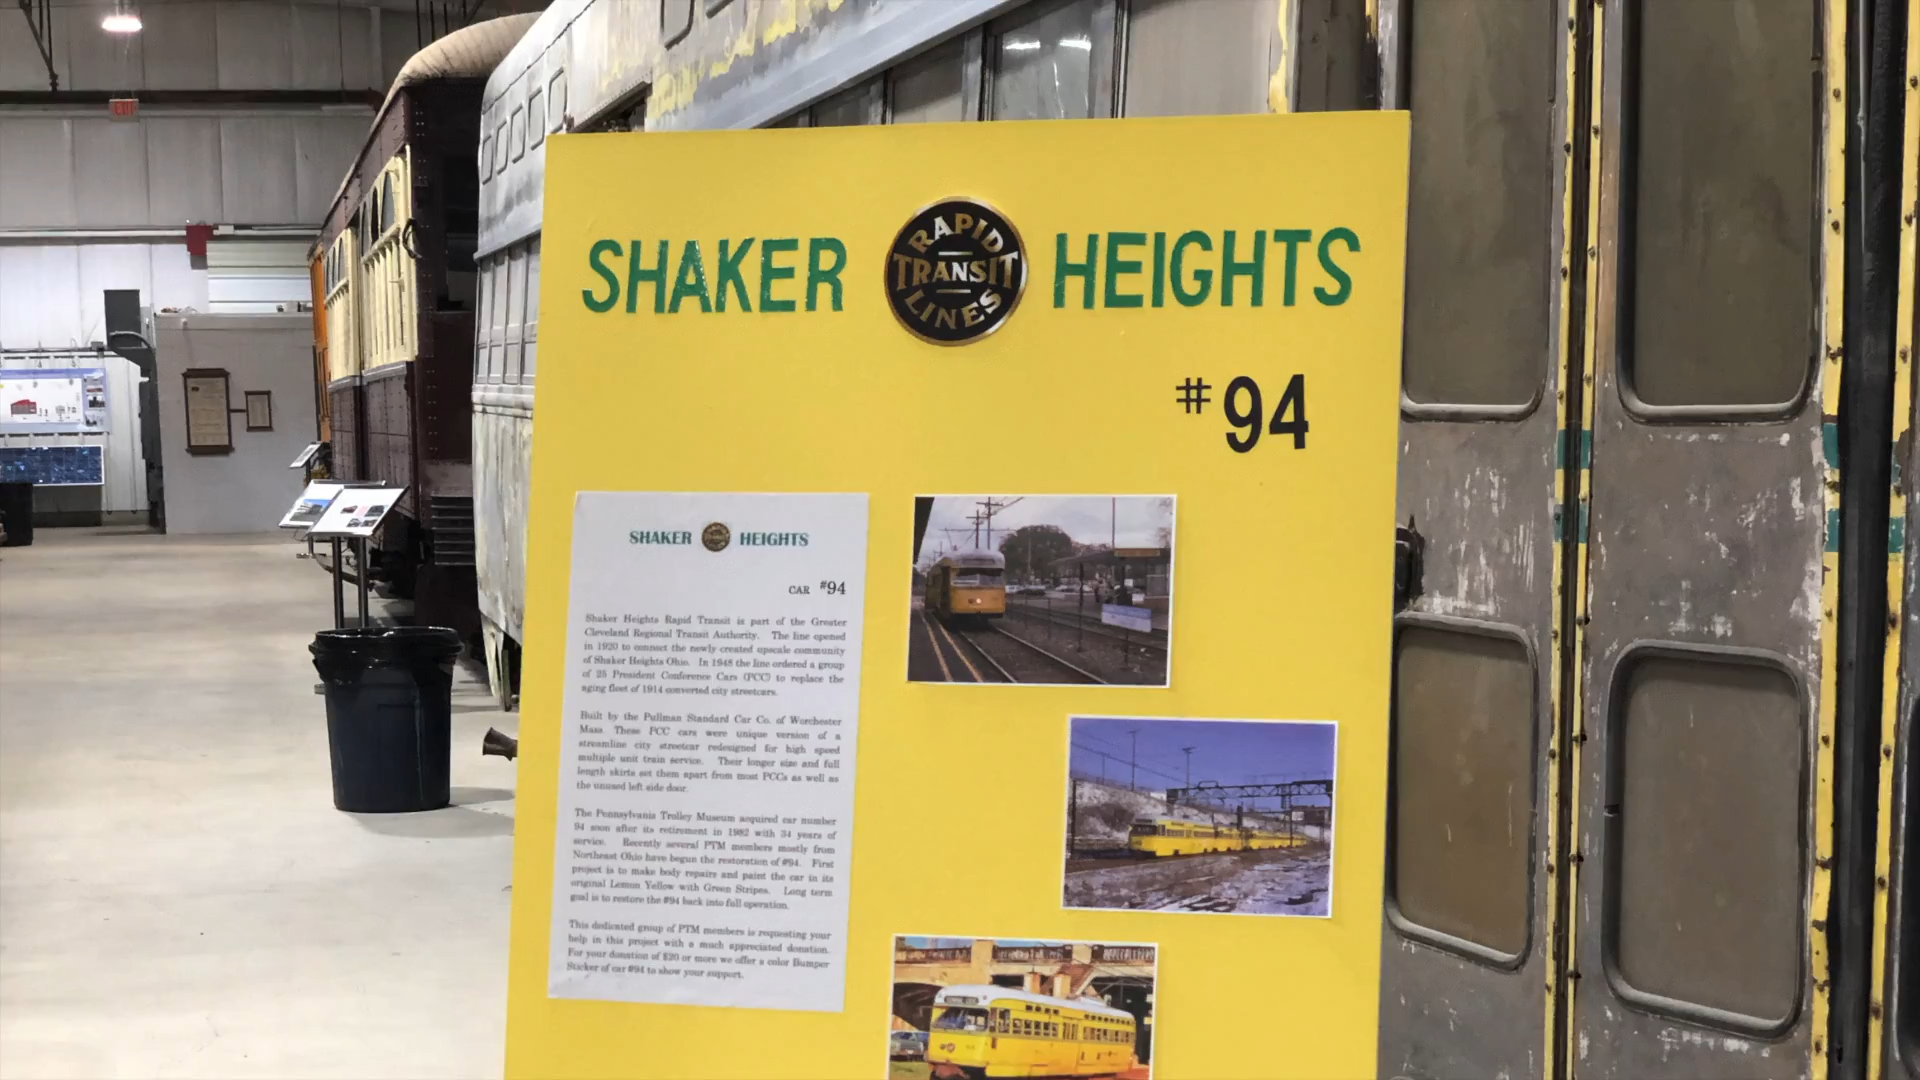 EXIT
SHAKER RAPID TRANSIT LINES HEIGHTS
#94
SHAKER HEIGHTS
CAR #94
Shaker Heights Rapid Transit is part of the Greater
Cleveland Regional Transit Authority. The line opened
in 1920 to connect the newly created upscale community
of Shaker Heights Ohio. In 1948 the line ordered a group
of 25 President Conference Cars (PCC) to replace the
aging fleet of 1914 converted city streetcars.
Built by the Pullman Standard Car Co. of Worchester
Mass. These PCC cars were unique version of a
streamline city streetcar redesigned for high speed
multiple unit train service. Their longer size and full
length skirts set them apart from most PCCs as well as
the unused left side door.
The Pennsylvania Trolley Museum acquired car number
94 soon after its retirement in 1982 with 34 years of
service. Recently several PTM members mostly from
Northeast Ohio have begun the restoration of #94. First
project is to make body repairs and paint the car in its
original Lemon Yellow with Green Stripes. Long term
goal is to restore the #94 back into full operation.
This dedicated group of PTM members is requesting your
help in this project with a much appreciated donation.
For your donation of $20 or more we offer a color Bumper
Sticker of car #94 to show your support.